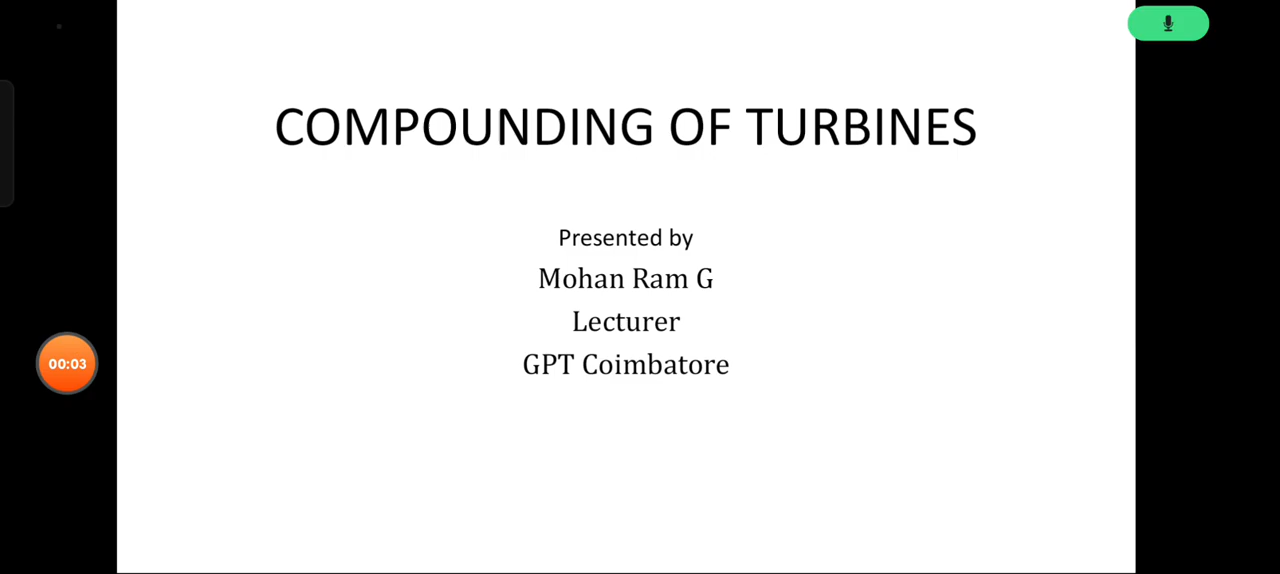 COMPOUNDING OF TURBINES
Presented by
Mohan Ram G
Lecturer
GPT Coimbatore
00:03